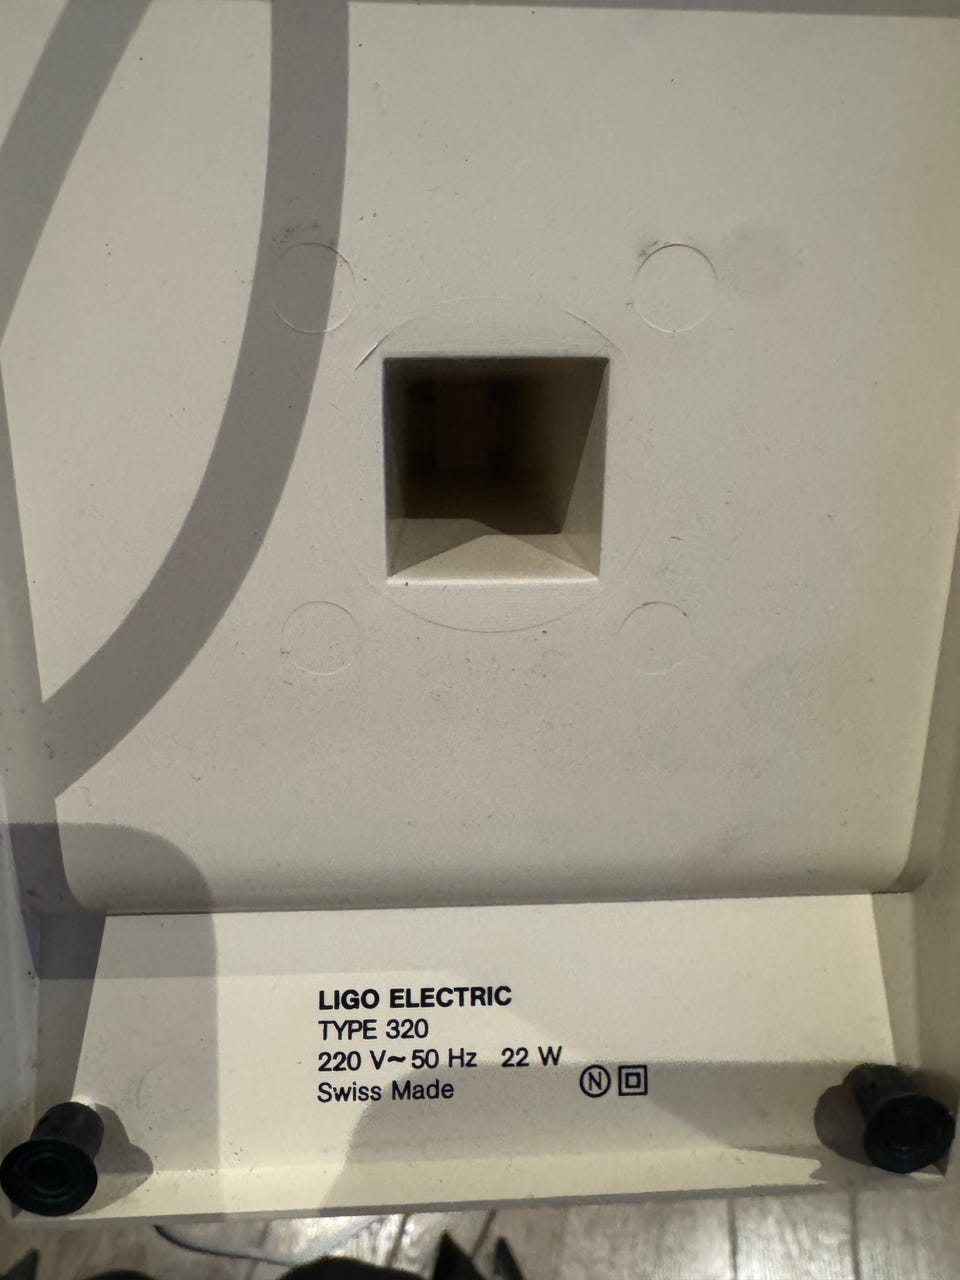 LIGO ELECTRIC
TYPE 320
220 V~ 50 Hz 22 W
Swiss Made N